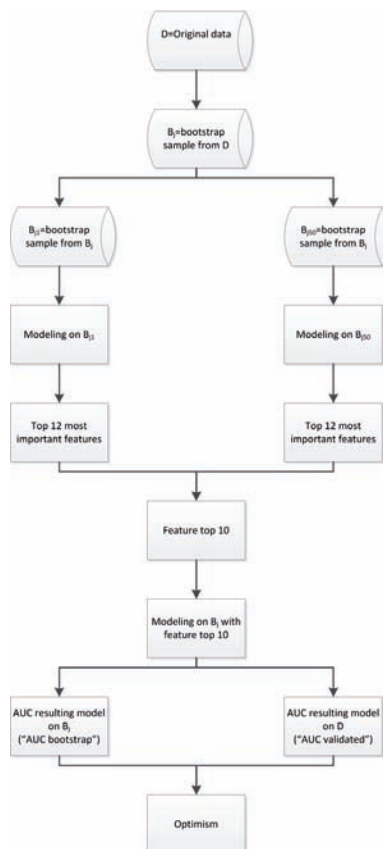 D=Original data
Bj=bootstrap
sample from D
Bj1=bootstrap
sample from Bj
Bj50=bootstrap
sample from Bj
Modeling on Bj1
Modeling on Bj50
Top 12 most
important features
Top 12 most
important features
Feature top 10
Modeling on Bj with
feature top 10
AUC resulting model
on Bj
("AUC bootstrap")
AUC resulting model
on D
("AUC validated")
Optimism